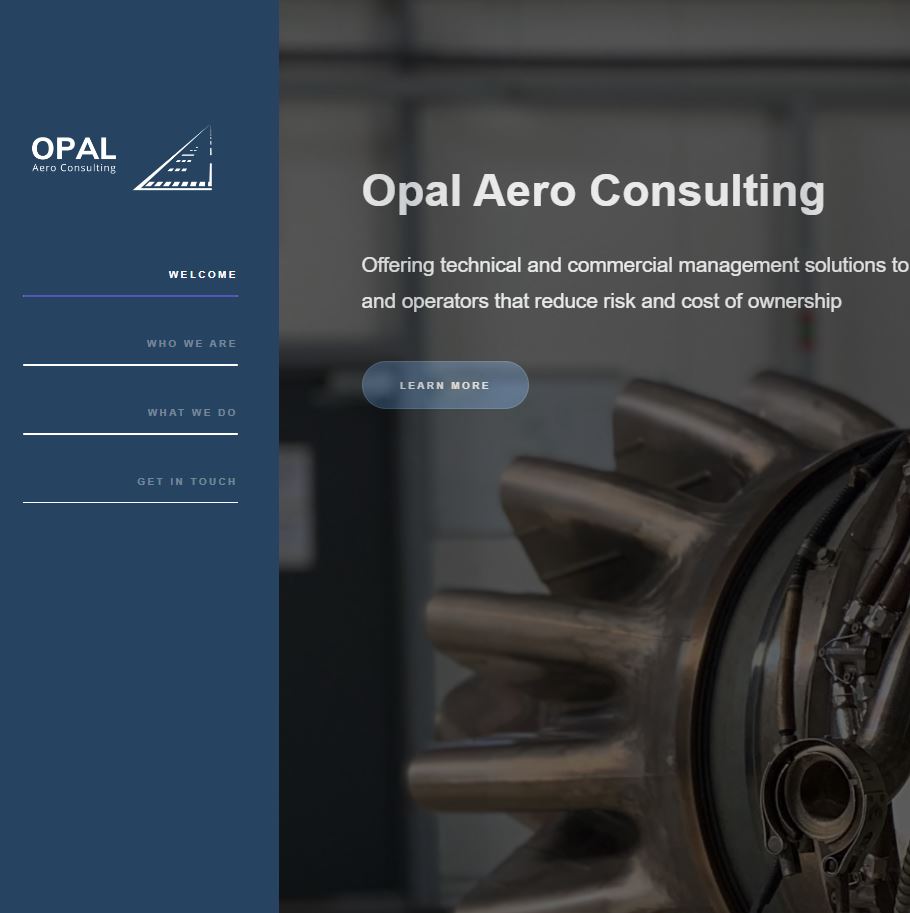 OPAL
Aero Consulting
WELCOME
WHO WE ARE
WHAT WE DO
GET IN TOUCH
Opal Aero Consulting
Offering technical and commercial management solutions to
and operators that reduce risk and cost of ownership
LEARN MORE